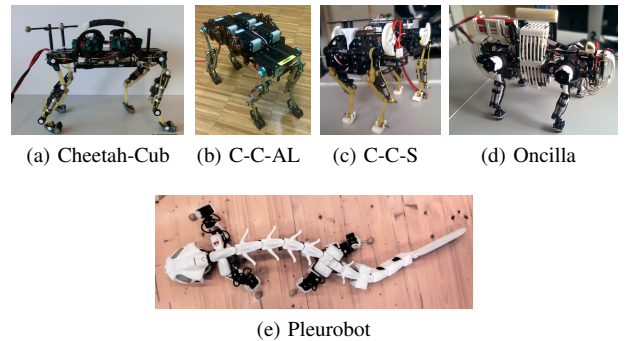 (a) Cheetah-Cub (b) C-C-AL (c) C-C-S (d) Oncilla
(e) Pleurobot